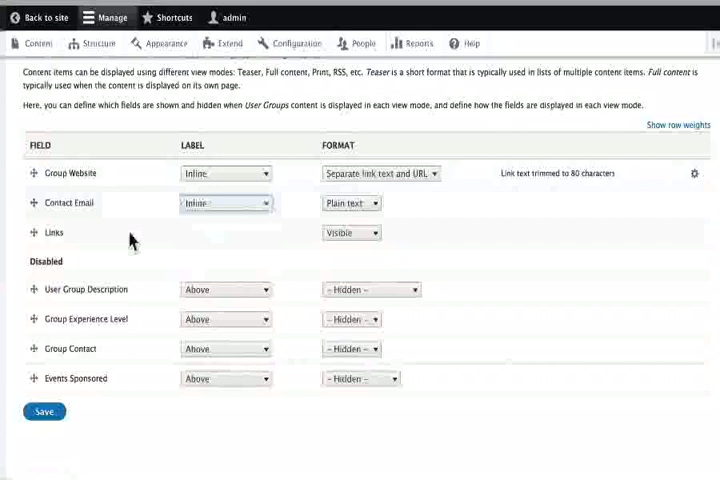 Back to site Manage Shortcuts admin
Content Structure Appearance Extend Configuration People Reports Help
Content items can be displayed using different view modes: Teaser, Full content, Print, RSS, etc. Teaser is a short format that is typically used in lists of multiple content items. Full content is
typically used when the content is displayed on its own page.
Here, you can define which fields are shown and hidden when User Groups content is displayed in each view mode, and define how the fields are displayed in each view mode.
Show row weights
FIELD LABEL FORMAT
Group Website Inline Separate link text and URL Link text trimmed to 80 characters
Contact Email Inline Plain text
Links Visible
Disabled
User Group Description Above - Hidden -
Group Experience Level Above - Hidden -
Group Contact Above - Hidden -
Events Sponsored Above - Hidden -
Save